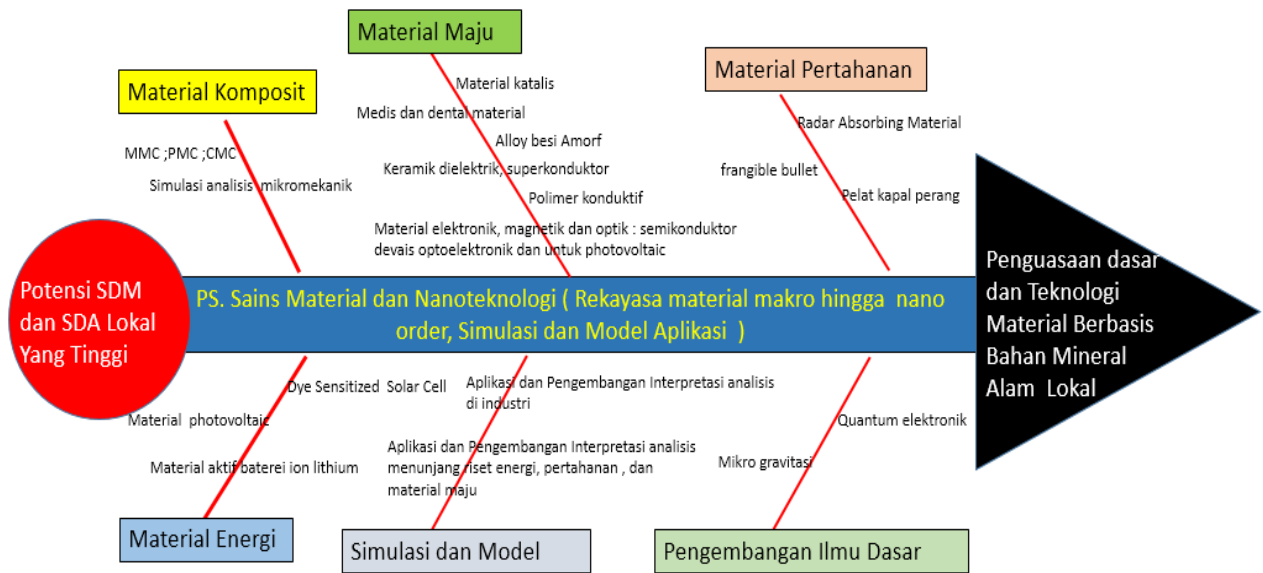 Material Maju
Material Komposit
Material Pertahanan
Material katalis
Medis dan dental material
Alloy besi Amorf
Keramik dielektrik, superkonduktor
Polimer konduktif
Material elektronik, magnetik dan optik : semikonduktor
devais optoelektronik dan untuk photovoltaic
MMC ;PMC ;CMC
Simulasi analisis mikromekanik
Radar Absorbing Material
frangible bullet
Pelat kapal perang
Potensi SDM
dan SDA Lokal
Yang Tinggi
PS. Sains Material dan Nanoteknologi ( Rekayasa material makro hingga nano
order, Simulasi dan Model Aplikasi )
Penguasaan dasar
dan Teknologi
Material Berbasis
Bahan Mineral
Alam Lokal
Dye Sensitized Solar Cell
Material photovoltaic
Material aktif baterei ion lithium
Aplikasi dan Pengembangan Interpretasi analisis
di industri
Aplikasi dan Pengembangan Interpretasi analisis
menunjang riset energi, pertahanan , dan
material maju
Quantum elektronik
Mikro gravitasi
Material Energi
Simulasi dan Model
Pengembangan Ilmu Dasar